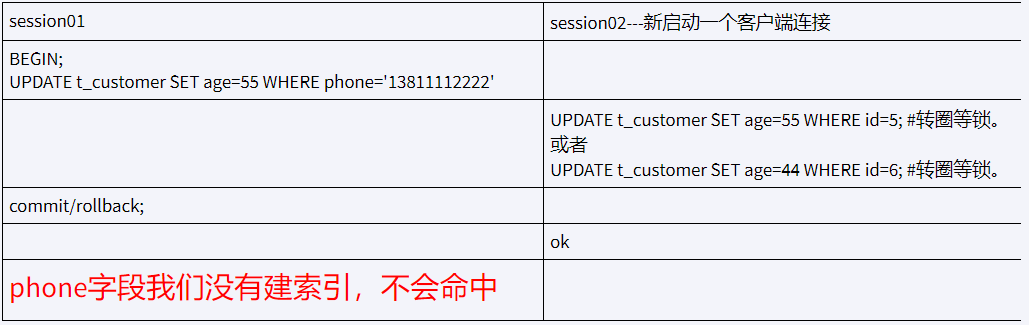 session01
session02---新启动一个客户端连接
BEGIN;
UPDATE t_customer SET age=55 WHERE phone='13811112222'
UPDATE t_customer SET age=55 WHERE id=5; #转圈等锁。
或者
UPDATE t_customer SET age=44 WHERE id=6; #转圈等锁。
commit/rollback;
ok
phone字段我们没有建索引，不会命中